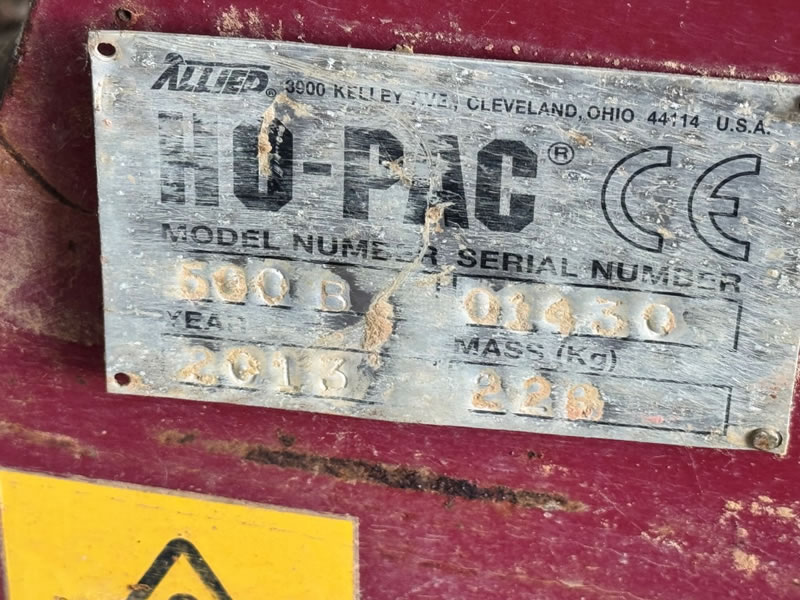 ALLIED® 3900 KELLEY AVE., CLEVELAND, OHIO 44114 U.S.A.
HO-PAC® CE
MODEL NUMBER SERIAL NUMBER
500 B 01430
YEAR MASS (Kg)
2013 228